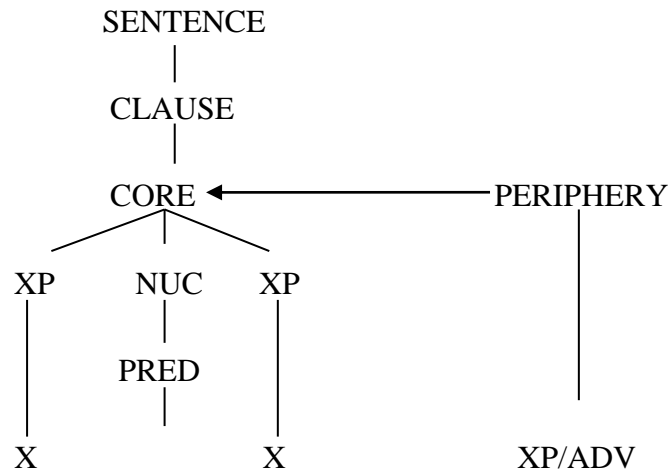 SENTENCE
CLAUSE
CORE PERIPHERY
XP NUC XP
PRED
X X XP/ADV